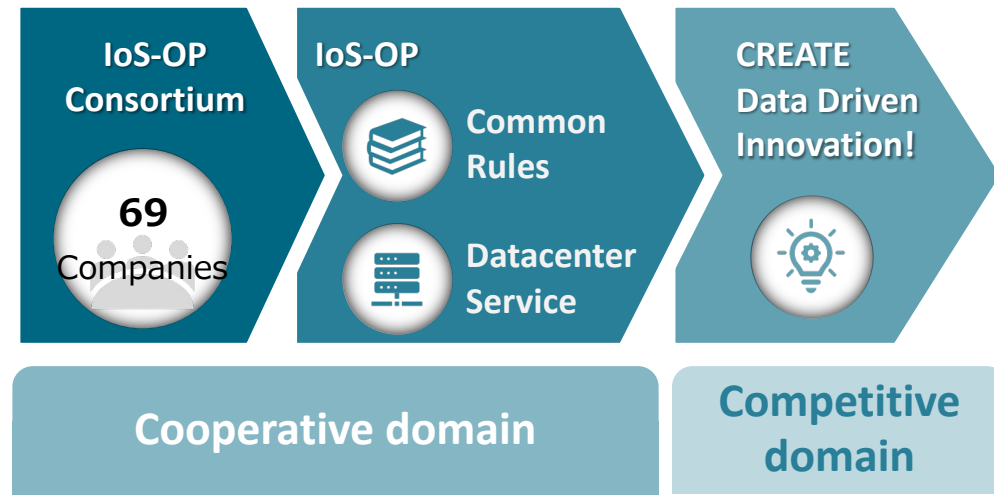 IoS-OP
Consortium
69
Companies
IoS-OP
Common
Rules
Datacenter
Service
CREATE
Data Driven
Innovation!
Cooperative domain
Competitive
domain